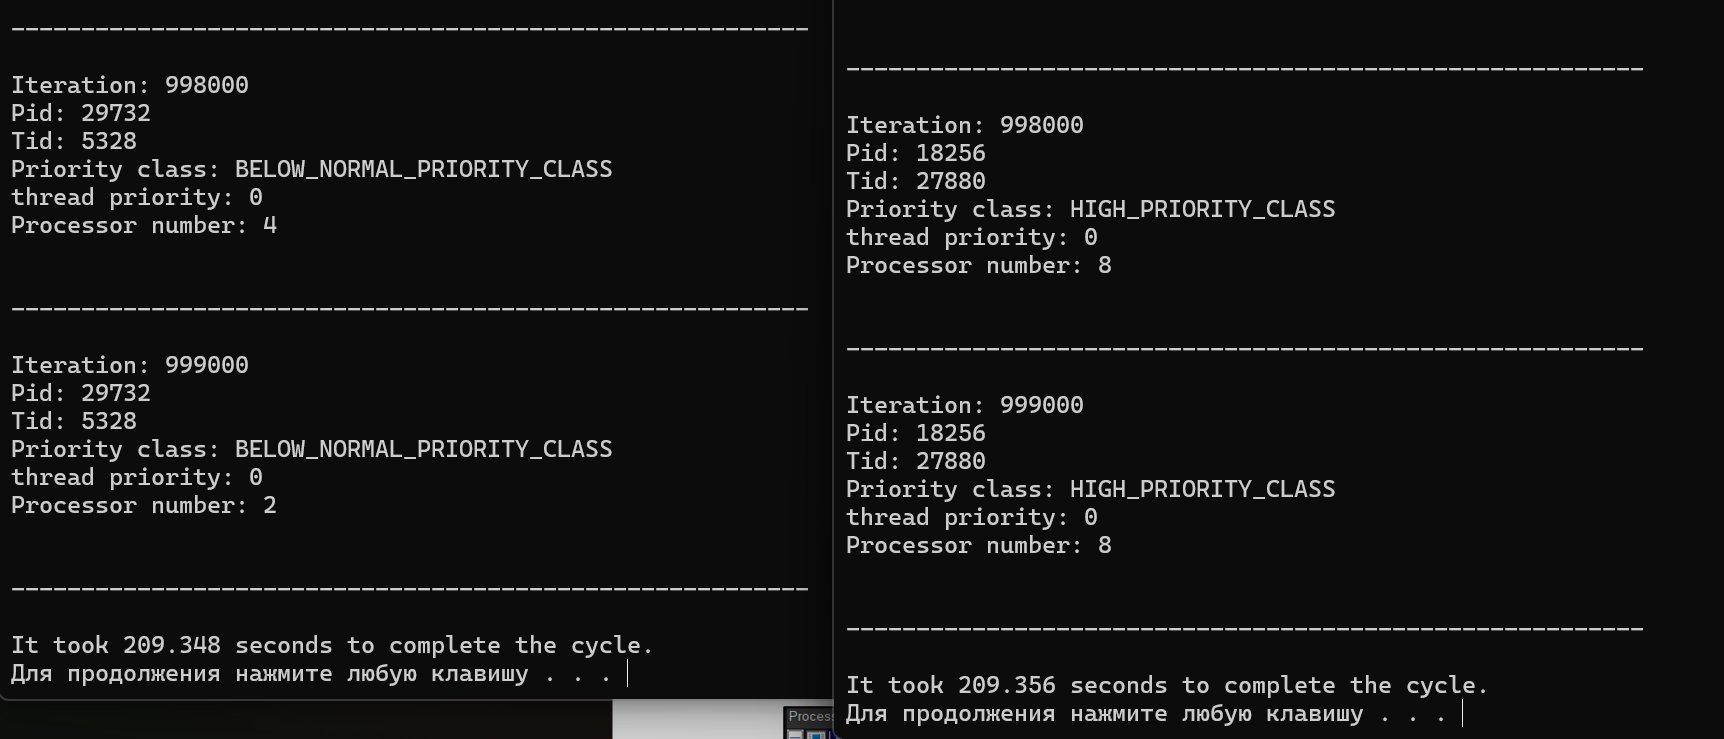 ------------------------------------------------------------
Iteration: 998000
Pid: 29732
Tid: 5328
Priority class: BELOW_NORMAL_PRIORITY_CLASS
thread priority: 0
Processor number: 4
------------------------------------------------------------
Iteration: 999000
Pid: 29732
Tid: 5328
Priority class: BELOW_NORMAL_PRIORITY_CLASS
thread priority: 0
Processor number: 2
------------------------------------------------------------
It took 209.348 seconds to complete the cycle.
Для продолжения нажмите любую клавишу . . .
------------------------------------------------------------
Iteration: 998000
Pid: 18256
Tid: 27880
Priority class: HIGH_PRIORITY_CLASS
thread priority: 0
Processor number: 8
------------------------------------------------------------
Iteration: 999000
Pid: 18256
Tid: 27880
Priority class: HIGH_PRIORITY_CLASS
thread priority: 0
Processor number: 8
------------------------------------------------------------
It took 209.356 seconds to complete the cycle.
Для продолжения нажмите любую клавишу . . .